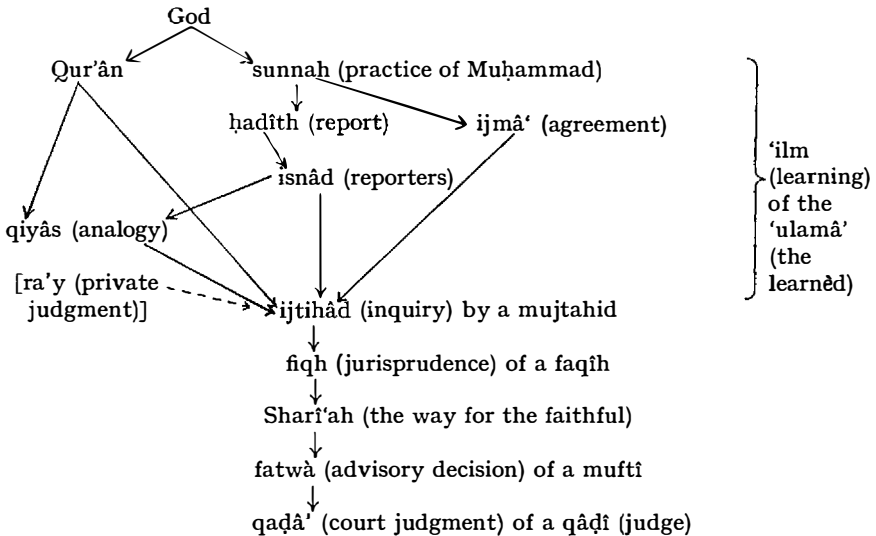 God
Qur’ân
sunnah (practice of Muḥammad)
ḥadîth (report)
ijmâ‘ (agreement)
isnâd (reporters)
qiyâs (analogy)
[ra’y (private
judgment)]
ijtihâd (inquiry) by a mujtahid
fiqh (jurisprudence) of a faqîh
Sharî‘ah (the way for the faithful)
fatwà (advisory decision) of a muftî
qaḍâ’ (court judgment) of a qâḍî (judge)
‘ilm
(learning)
of the
‘ulamâ’
(the
learnèd)